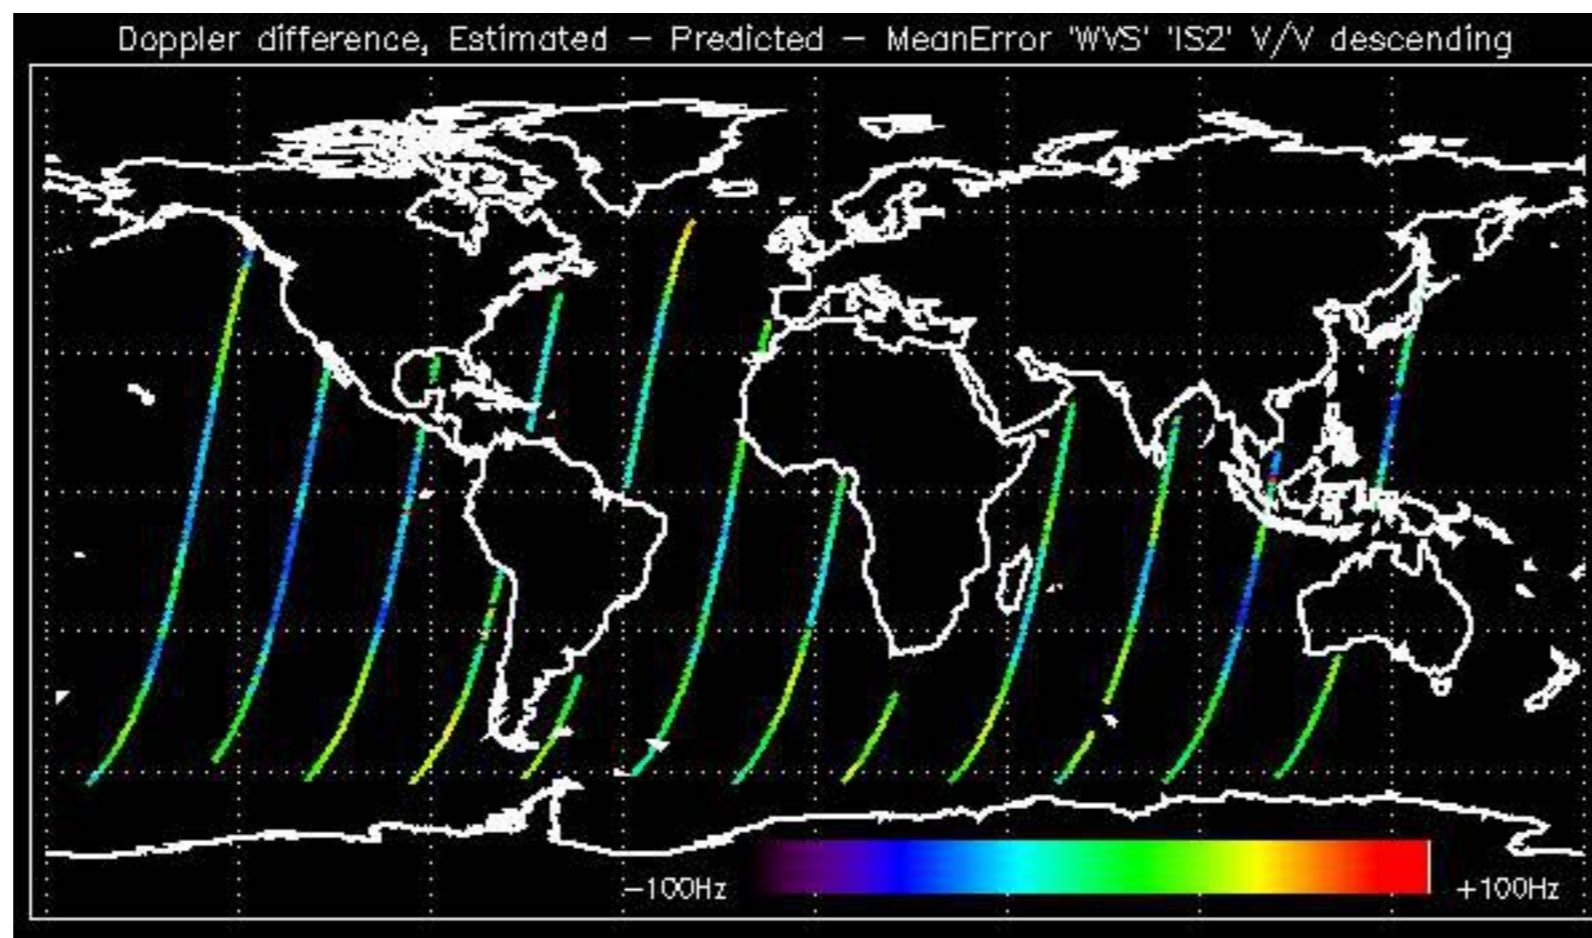 Doppler difference, Estimated – Predicted – MeanError 'WVS' 'IS2' V/V descending
–100Hz +100Hz